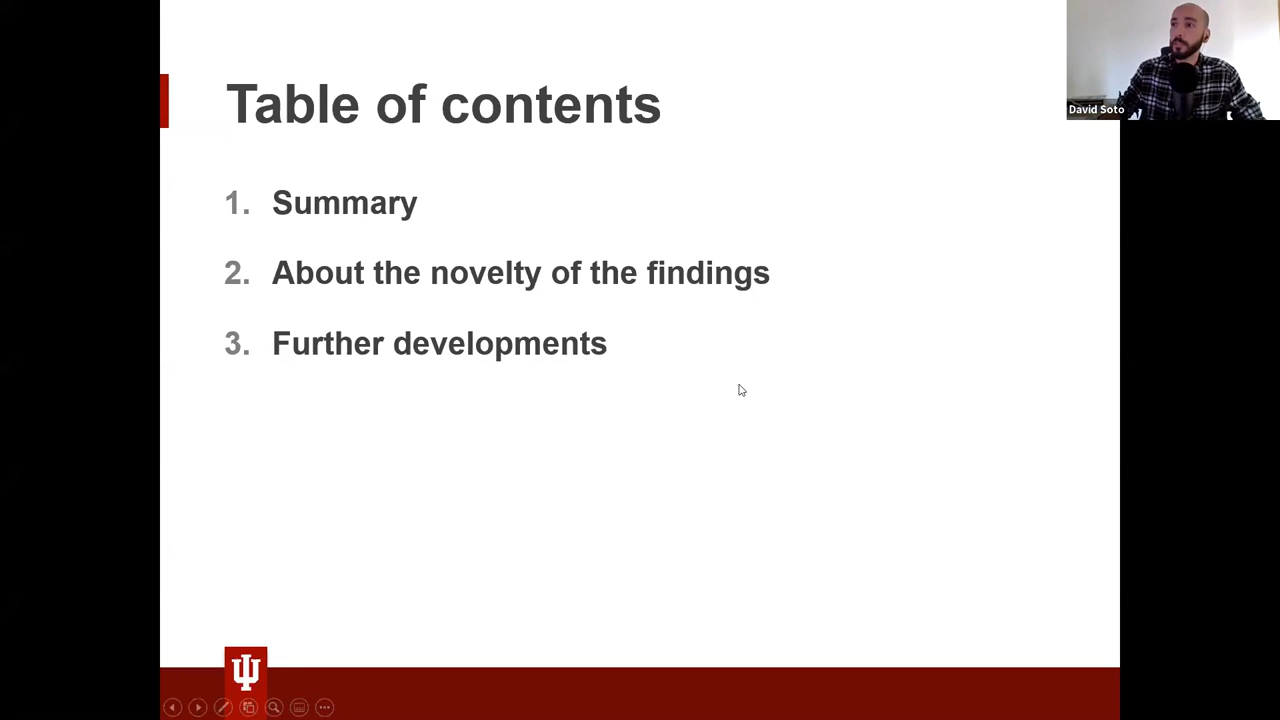 Table of contents
David Soto
1. Summary
2. About the novelty of the findings
3. Further developments